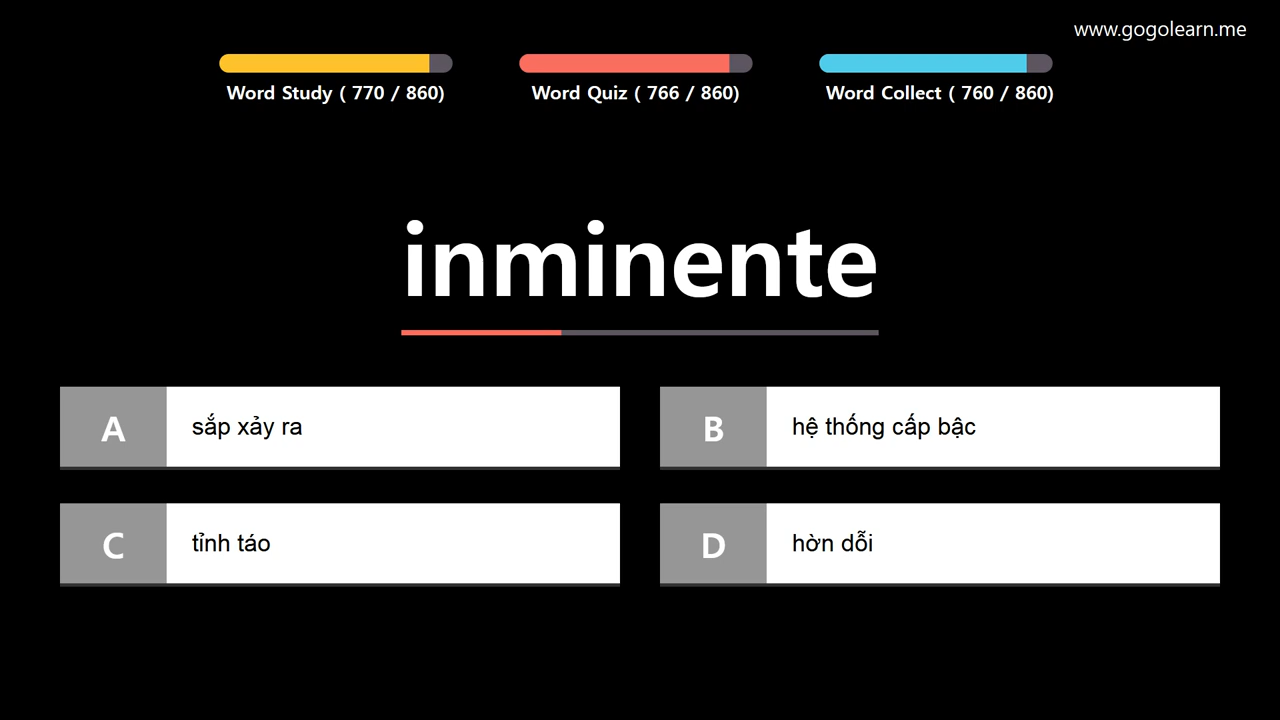 www.gogolearn.me
Word Study ( 770 / 860)
Word Quiz ( 766 / 860)
Word Collect ( 760 / 860)
inminente
A sắp xảy ra
B hệ thống cấp bậc
C tỉnh táo
D hờn dỗi